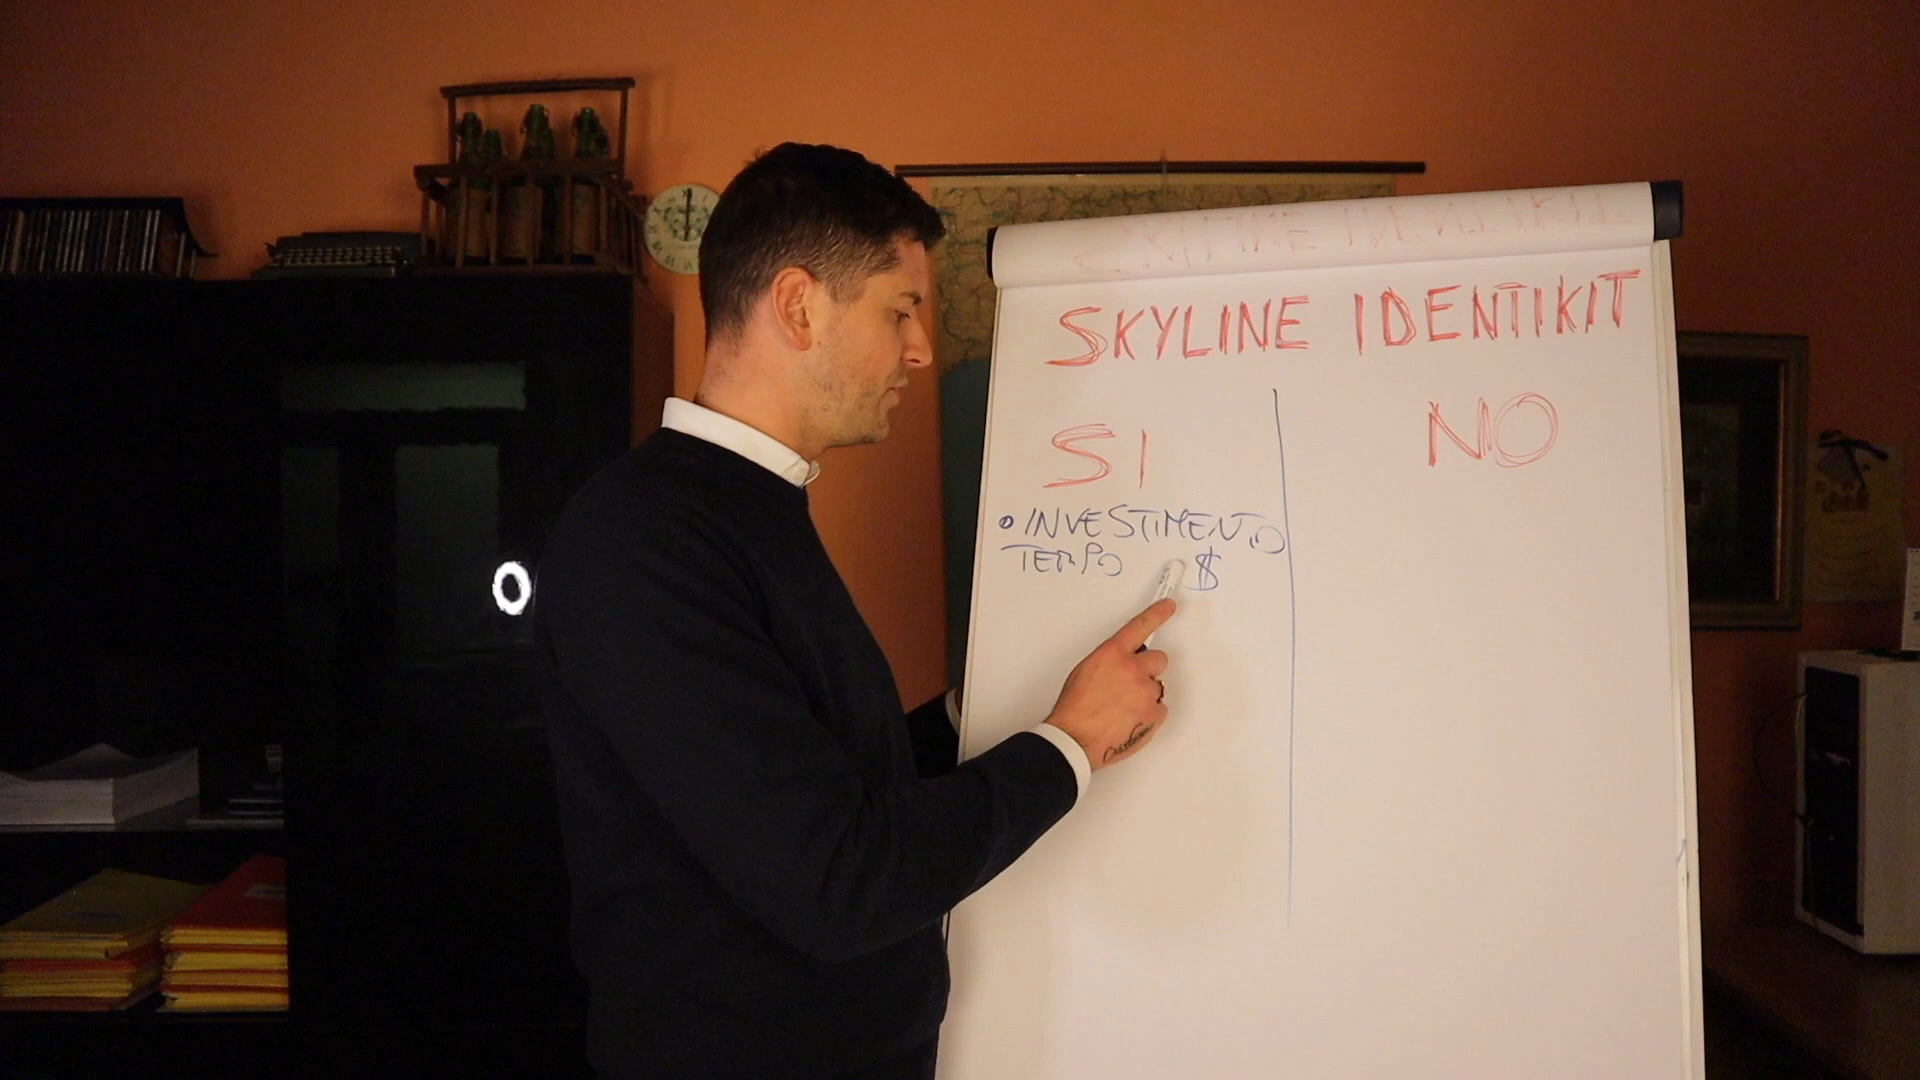 SKYLINE IDENTIKIT
SI
NO
• INVESTIMENTO
TEMPO $